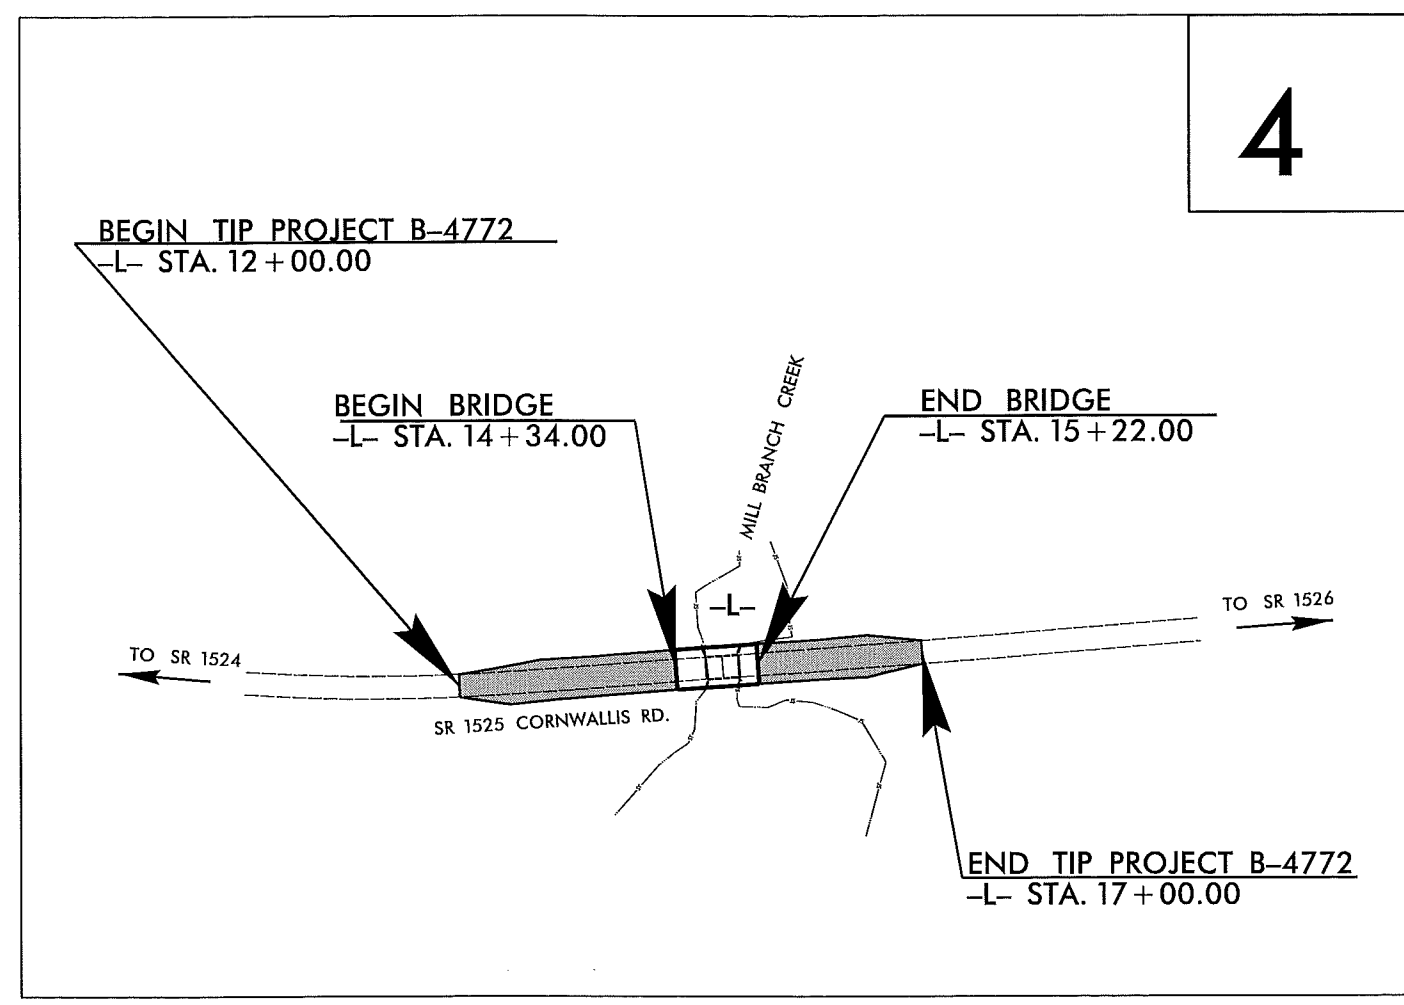 4
BEGIN TIP PROJECT B–4772
–L– STA. 12+00.00
BEGIN BRIDGE
–L– STA. 14+34.00
MILL BRANCH CREEK
END BRIDGE
–L– STA. 15+22.00
–L–
TO SR 1526
TO SR 1524
SR 1525 CORNWALLIS RD.
END TIP PROJECT B–4772
–L– STA. 17+00.00